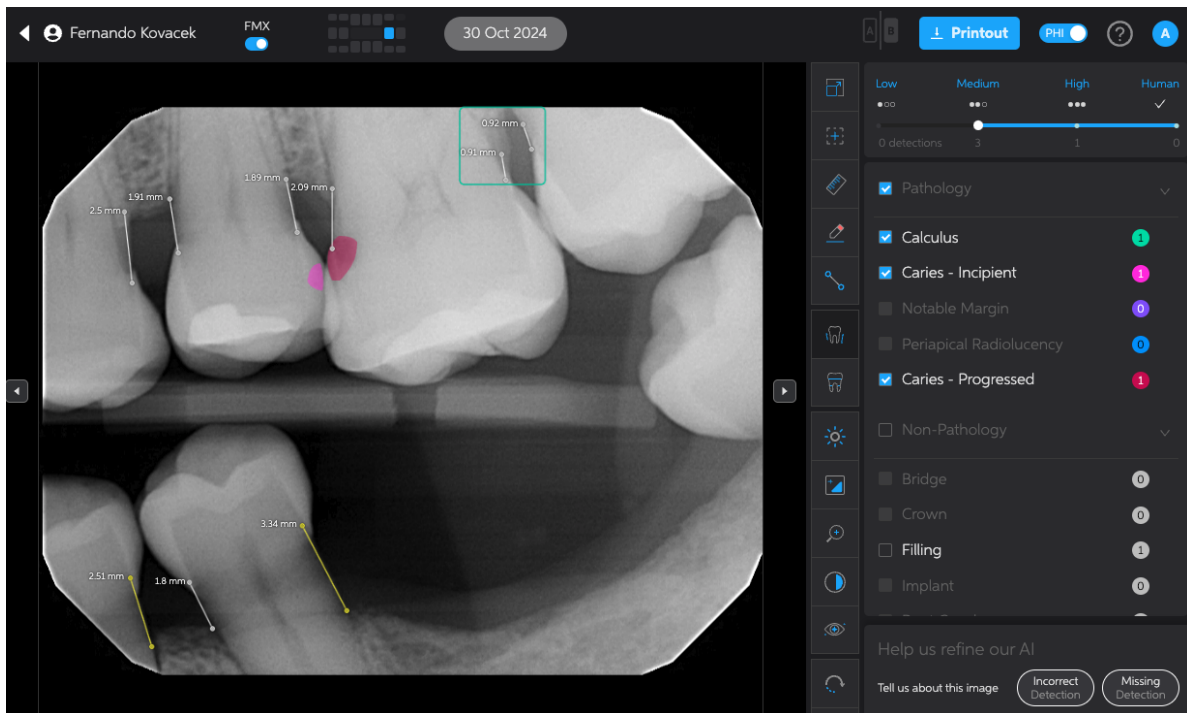 Fernando Kovacek
FMX
30 Oct 2024
A B
Printout
PHI
?
A
Low Medium High Human
0 detections 3 1 0
Pathology
Calculus 1
Caries - Incipient 1
Notable Margin 0
Periapical Radiolucency 0
Caries - Progressed 1
Non-Pathology
Bridge 0
Crown 0
Filling 1
Implant 0
Help us refine our AI
Tell us about this image
Incorrect
Detection
Missing
Detection
0.92 mm
0.91 mm
1.89 mm
2.09 mm
1.91 mm
2.5 mm
3.34 mm
2.51 mm
1.8 mm